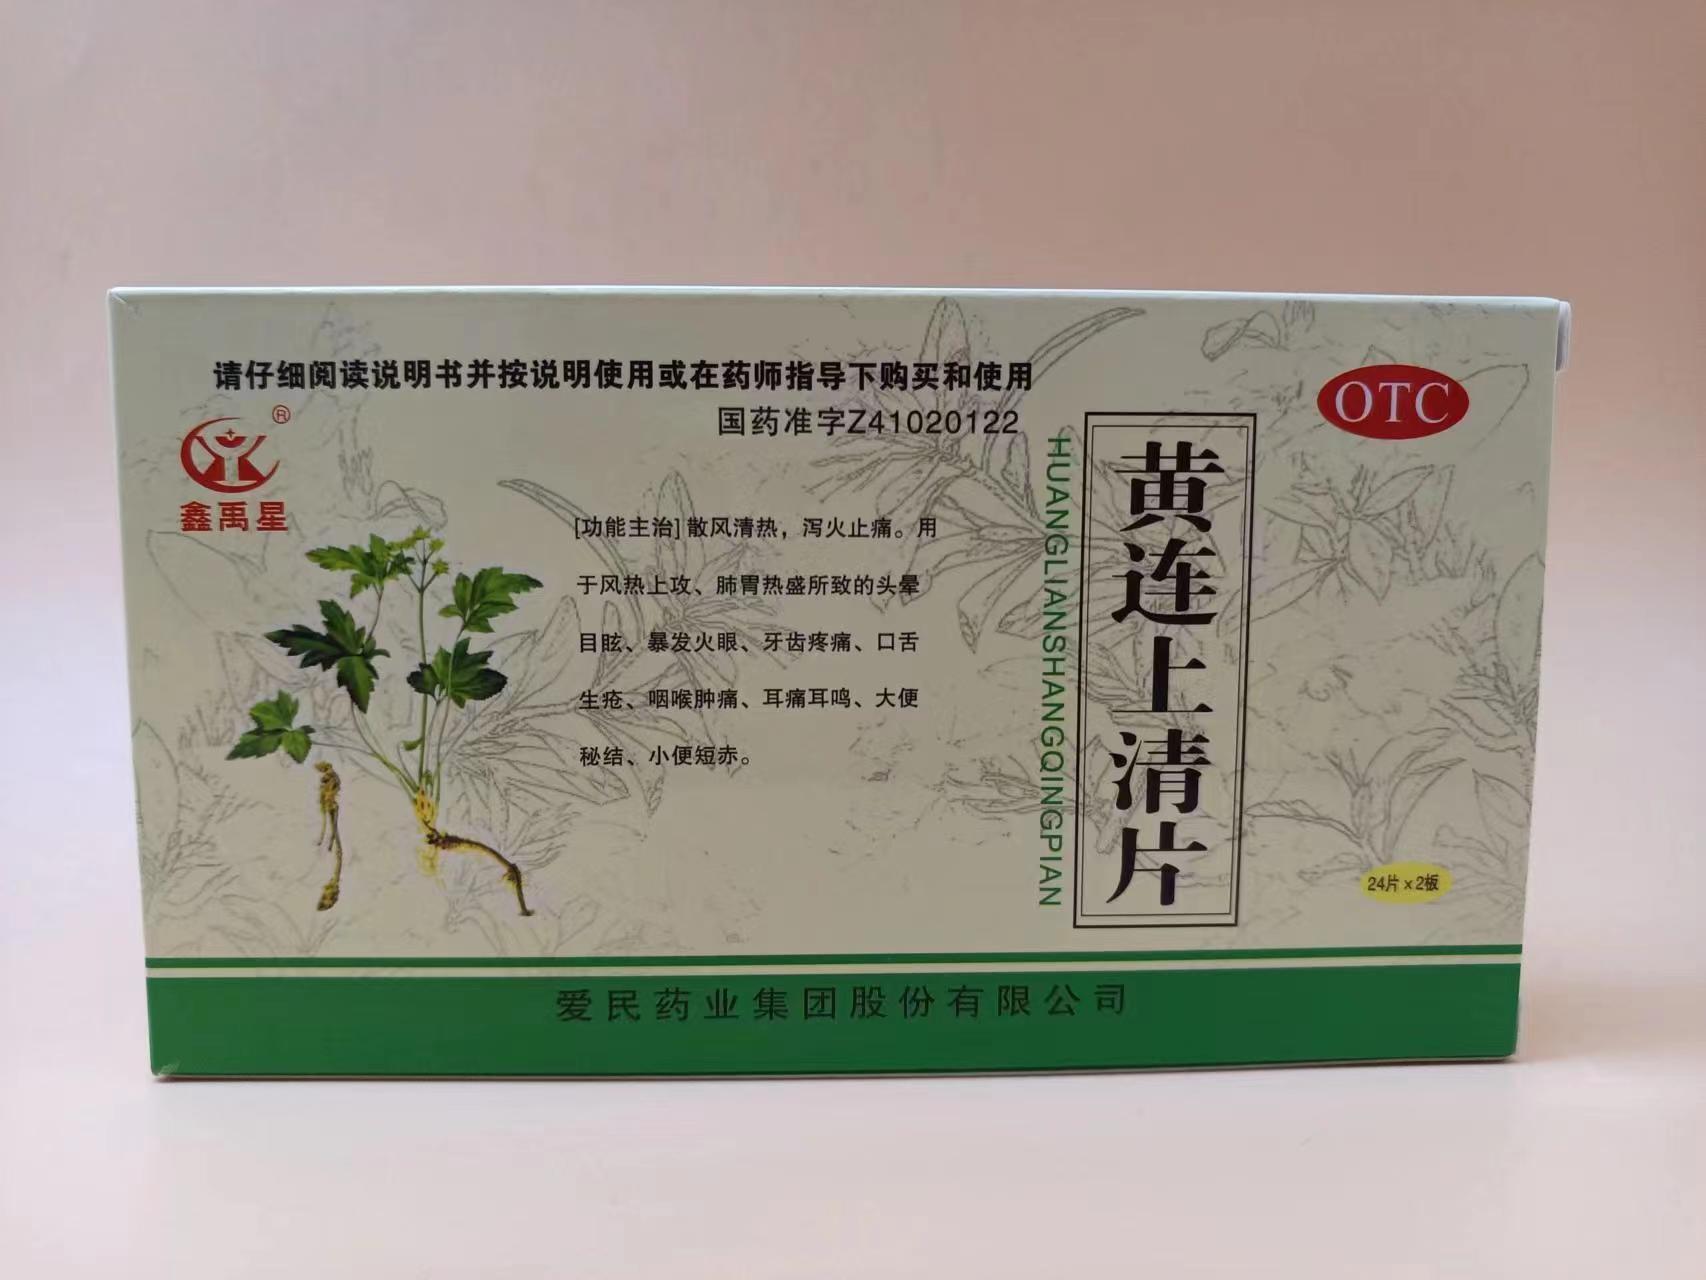 请仔细阅读说明书并按说明使用或在药师指导下购买和使用
国药准字Z41020122
®
鑫禹星
OTC
[功能主治] 散风清热，泻火止痛。用
于风热上攻、肺胃热盛所致的头晕
目眩、暴发火眼、牙齿疼痛、口舌
生疮、咽喉肿痛、耳痛耳鸣、大便
秘结、小便短赤。
HUANGLIANSHANGQINGPIAN
黄连上清片
24片×2板
爱民药业集团股份有限公司